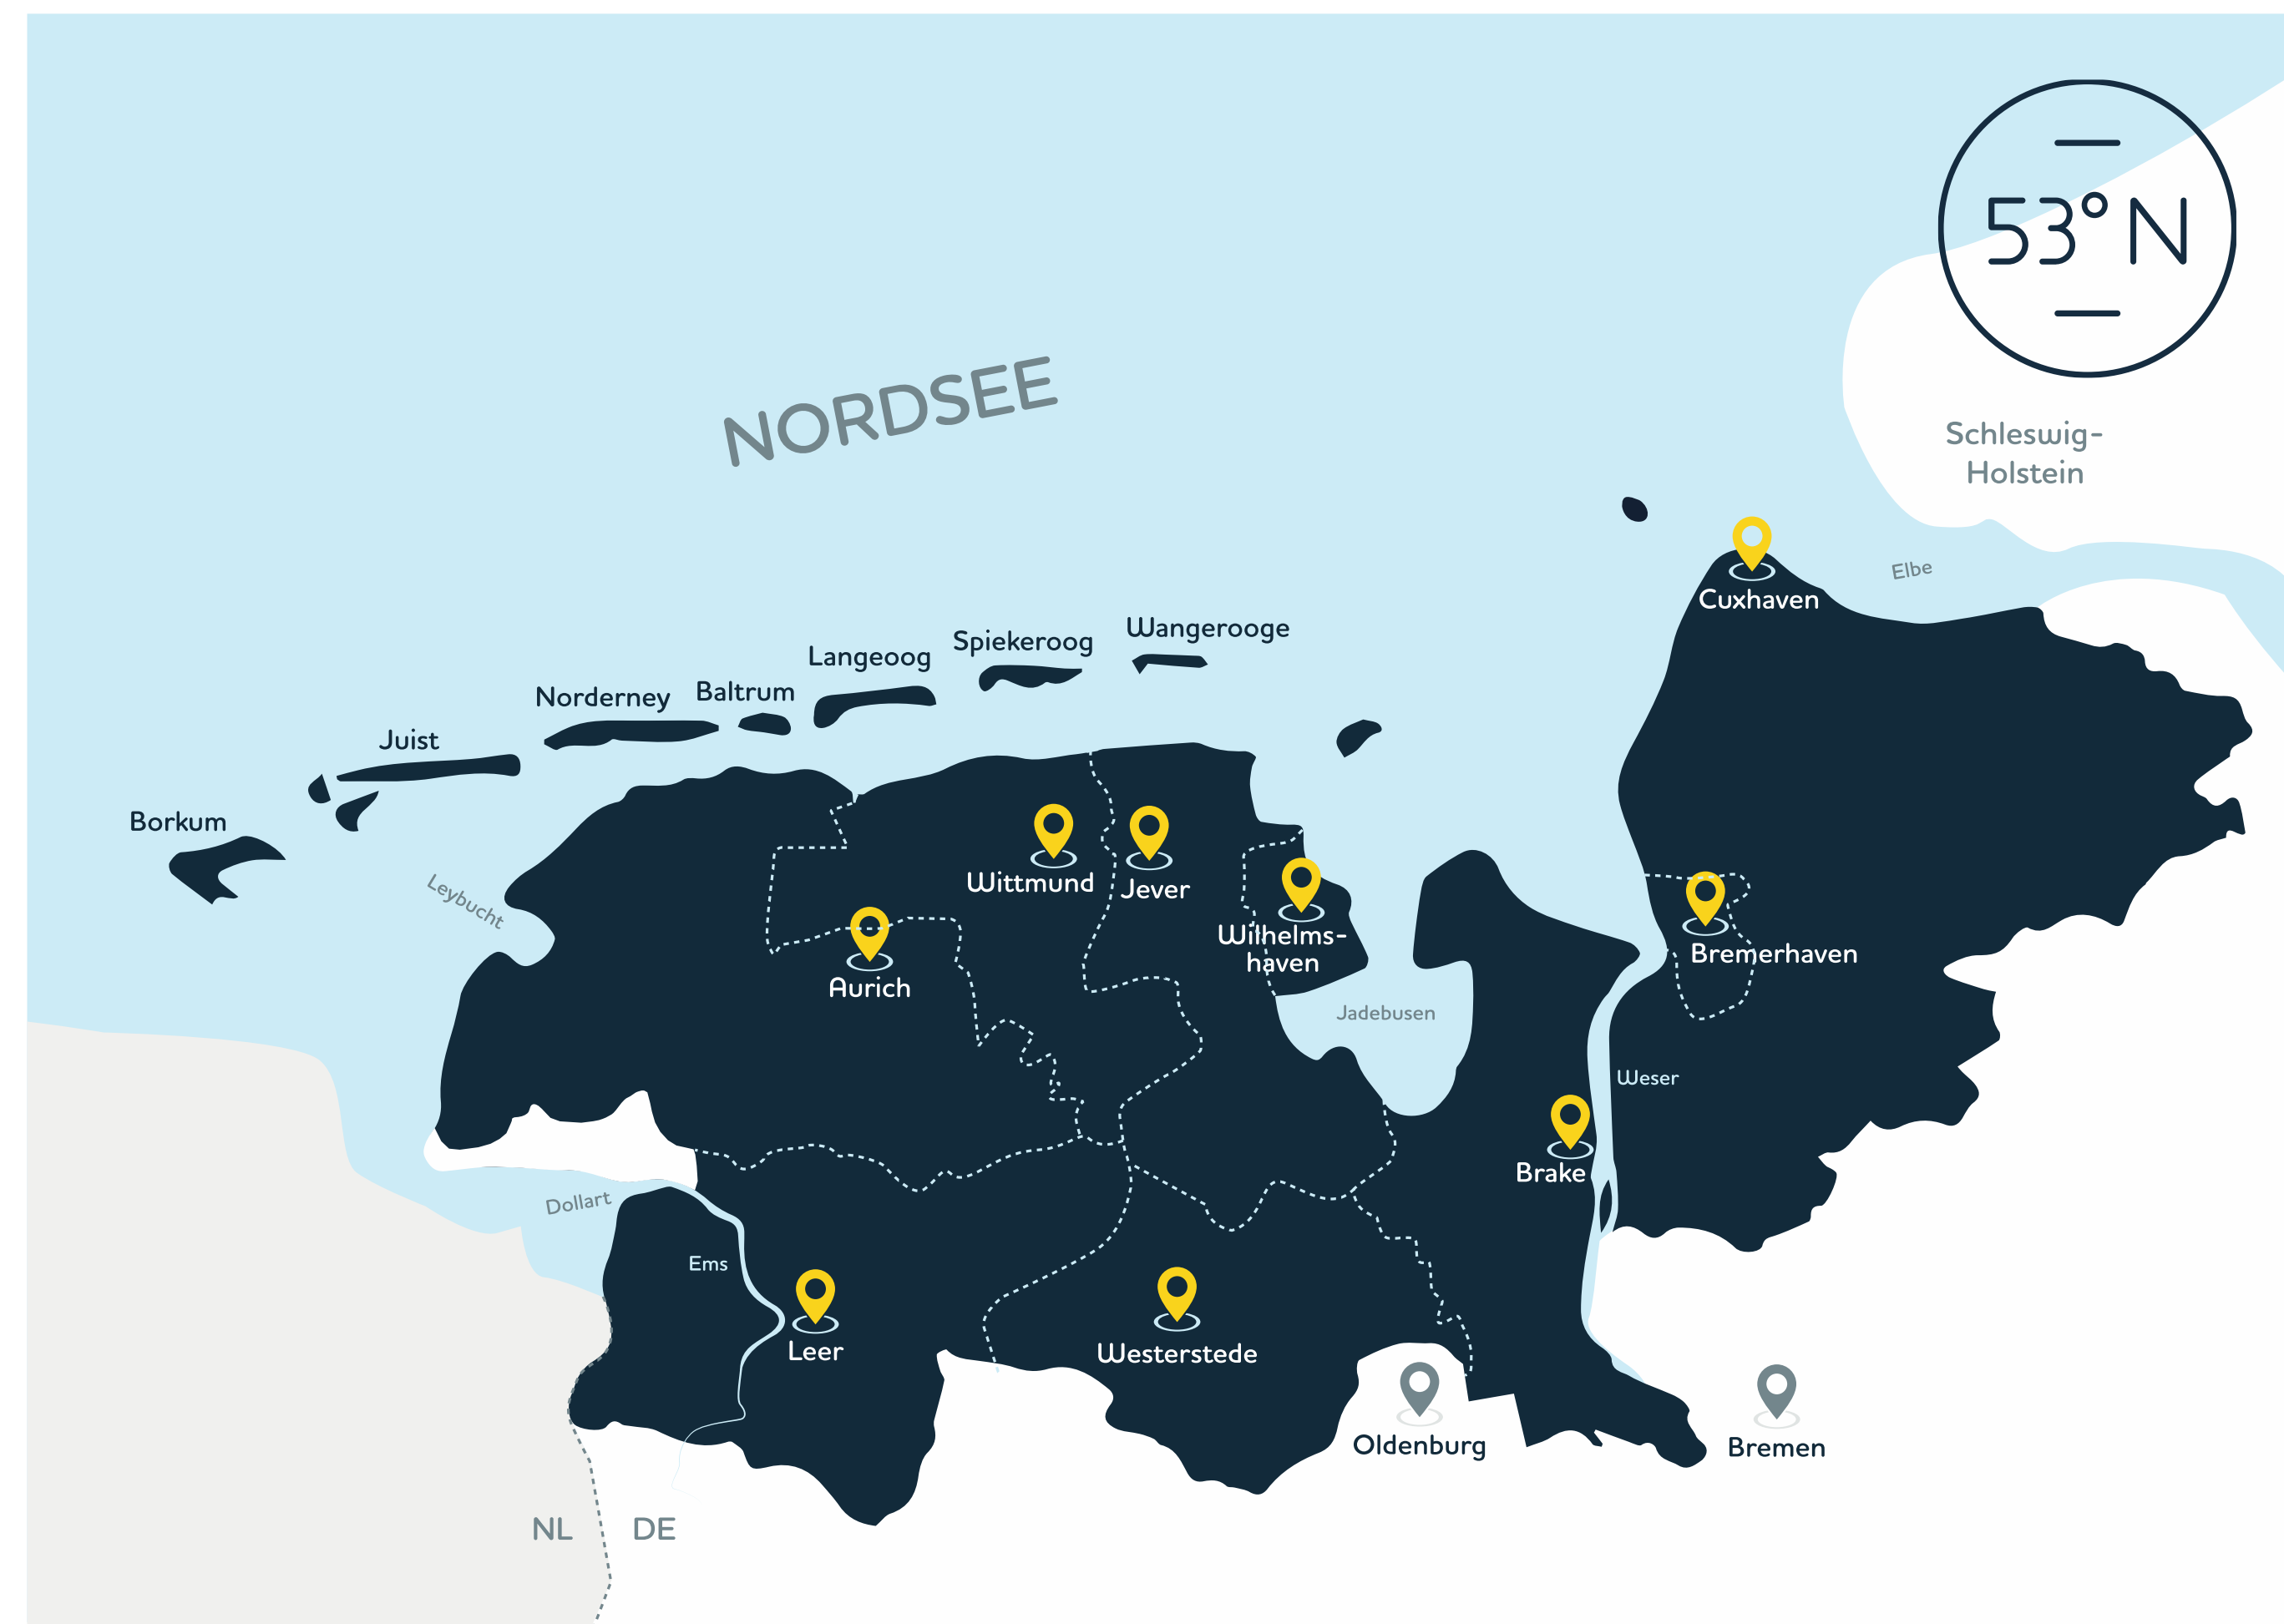 53°N
NORDSEE
Schleswig-
Holstein
Elbe
Cuxhaven
Wangerooge
Spiekeroog
Langeoog
Baltrum
Norderney
Juist
Borkum
Leybucht
Wittmund
Jever
Wilhelms-
haven
Aurich
Bremerhaven
Jadebusen
Weser
Brake
Dollart
Ems
Leer
Westerstede
Oldenburg
Bremen
NL
DE